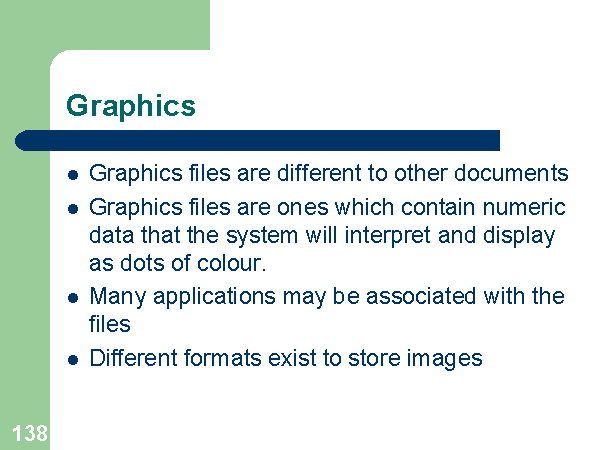 Graphics
Graphics files are different to other documents
Graphics files are ones which contain numeric
data that the system will interpret and display
as dots of colour.
Many applications may be associated with the
files
Different formats exist to store images
138